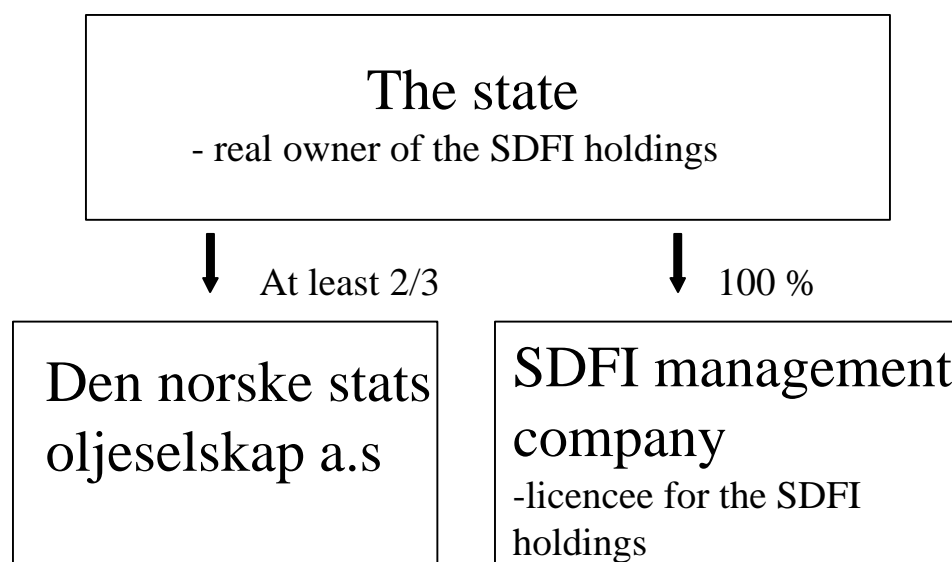 The state
- real owner of the SDFI holdings
At least 2/3
100 %
Den norske stats
oljeselskap a.s
SDFI management
company
-licencee for the SDFI
holdings